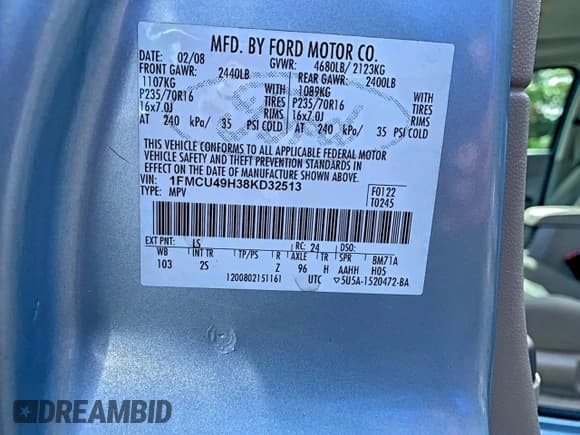 MFD. BY FORD MOTOR CO.
DATE: 02/08 GVWR: 4680LB/ 2123KG
FRONT GAWR: 2440LB REAR GAWR: 2400LB
1107KG WITH 1089KG WITH
P235/70R16 TIRES P235/70R16 TIRES
16x7.0J RIMS 16x7.0J RIMS
AT 240 kPa/ 35 PSI COLD AT 240 kPa/ 35 PSI COLD
THIS VEHICLE CONFORMS TO ALL APPLICABLE FEDERAL MOTOR
VEHICLE SAFETY AND THEFT PREVENTION STANDARDS IN EFFECT
ON THE DATE OF MANUFACTURE SHOWN ABOVE.
VIN: 1FMCU49H38KD32513 F0122
TYPE: MPV T0245
EXT PNT: LS RC: 24 DSO:
WB INT TR TP/PS R AXLE TR SPR BM71A
103 2S Z 96 H AAHH H05
1200802151161 UTC ▽5U5A-1520472-BA
DREAMBID